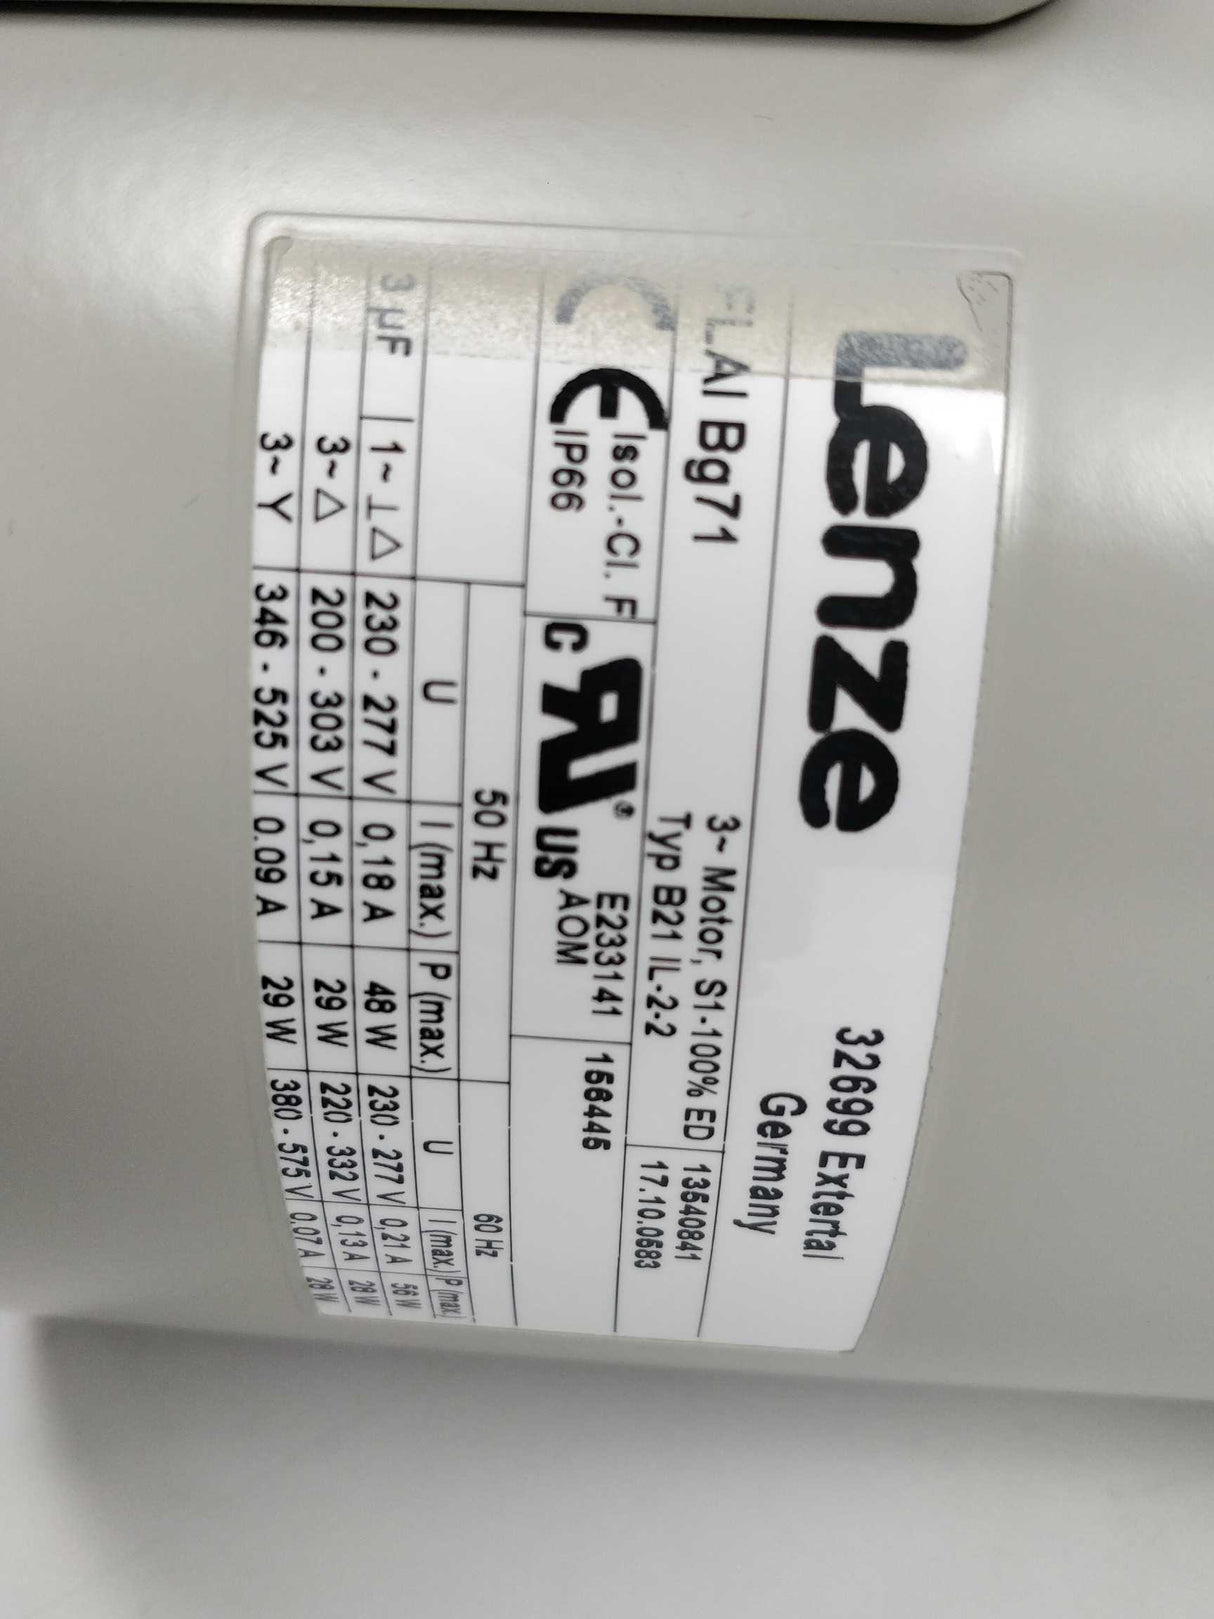 Lenze
32699 Extertal
Germany
FLAI Bg71
3~ Motor, S1-100% ED
13540841
Typ B21 IL-2-2
17.10.0583
CE
Isol.-Cl. F
IP66
c US
E233141
AOM
156445
50 Hz
60 Hz
U I (max.) P (max.) U I (max.) P (max.)
3 µF 1~ ⊥ △ 230 - 277 V 0,18 A 48 W 230 - 277 V 0,21 A 56 W
3~ △ 200 - 303 V 0,15 A 29 W 220 - 332 V 0,13 A 28 W
3~ Y 346 - 525 V 0.09 A 29 W 380 - 575 V 0,07 A 28 W